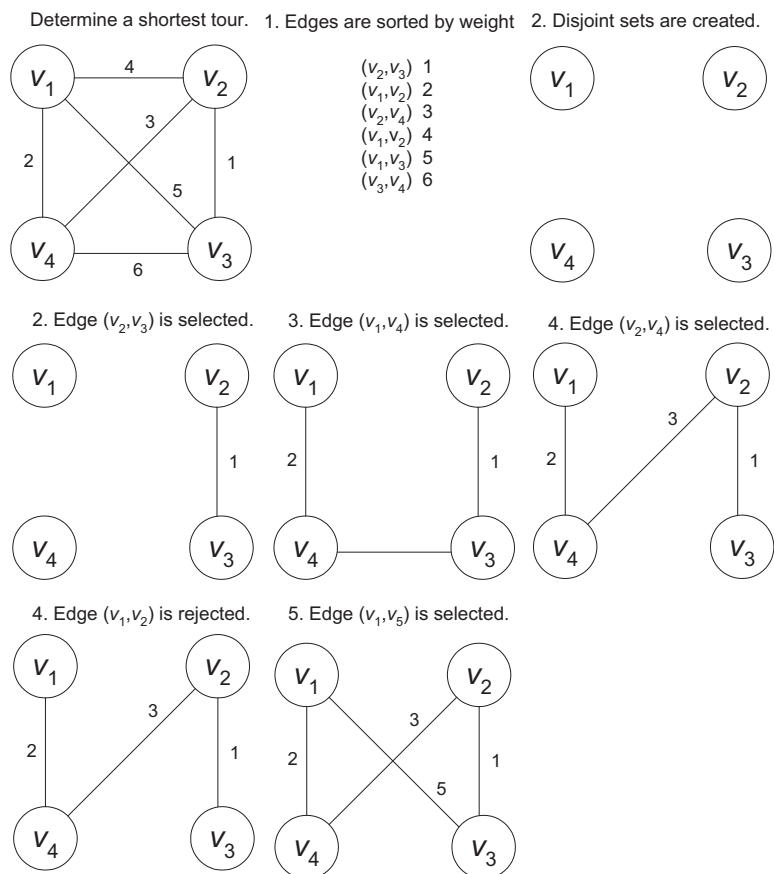 Determine a shortest tour.
1. Edges are sorted by weight
2. Disjoint sets are created.
v1 4 v2
3
2 1
5
v4 6 v3
(v2,v3) 1
(v1,v2) 2
(v2,v4) 3
(v1,v2) 4
(v1,v3) 5
(v3,v4) 6
v1 v2
v4 v3
2. Edge (v2,v3) is selected.
v1 v2
1
v4 v3
3. Edge (v1,v4) is selected.
v1 v2
2 1
v4 v3
4. Edge (v2,v4) is selected.
v1 v2
3
2 1
v4 v3
4. Edge (v1,v2) is rejected.
v1 v2
3
2 1
v4 v3
5. Edge (v1,v5) is selected.
v1 v2
3
2 1
5
v4 v3